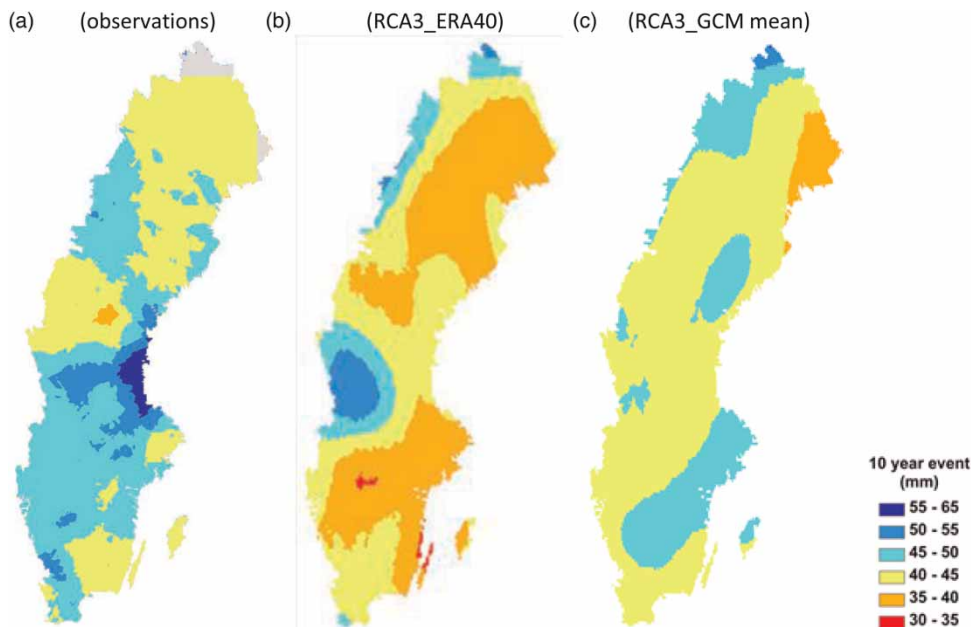 (a) (observations) (b) (RCA3_ERA40) (c) (RCA3_GCM mean)
10 year event
(mm)
55 - 65
50 - 55
45 - 50
40 - 45
35 - 40
30 - 35